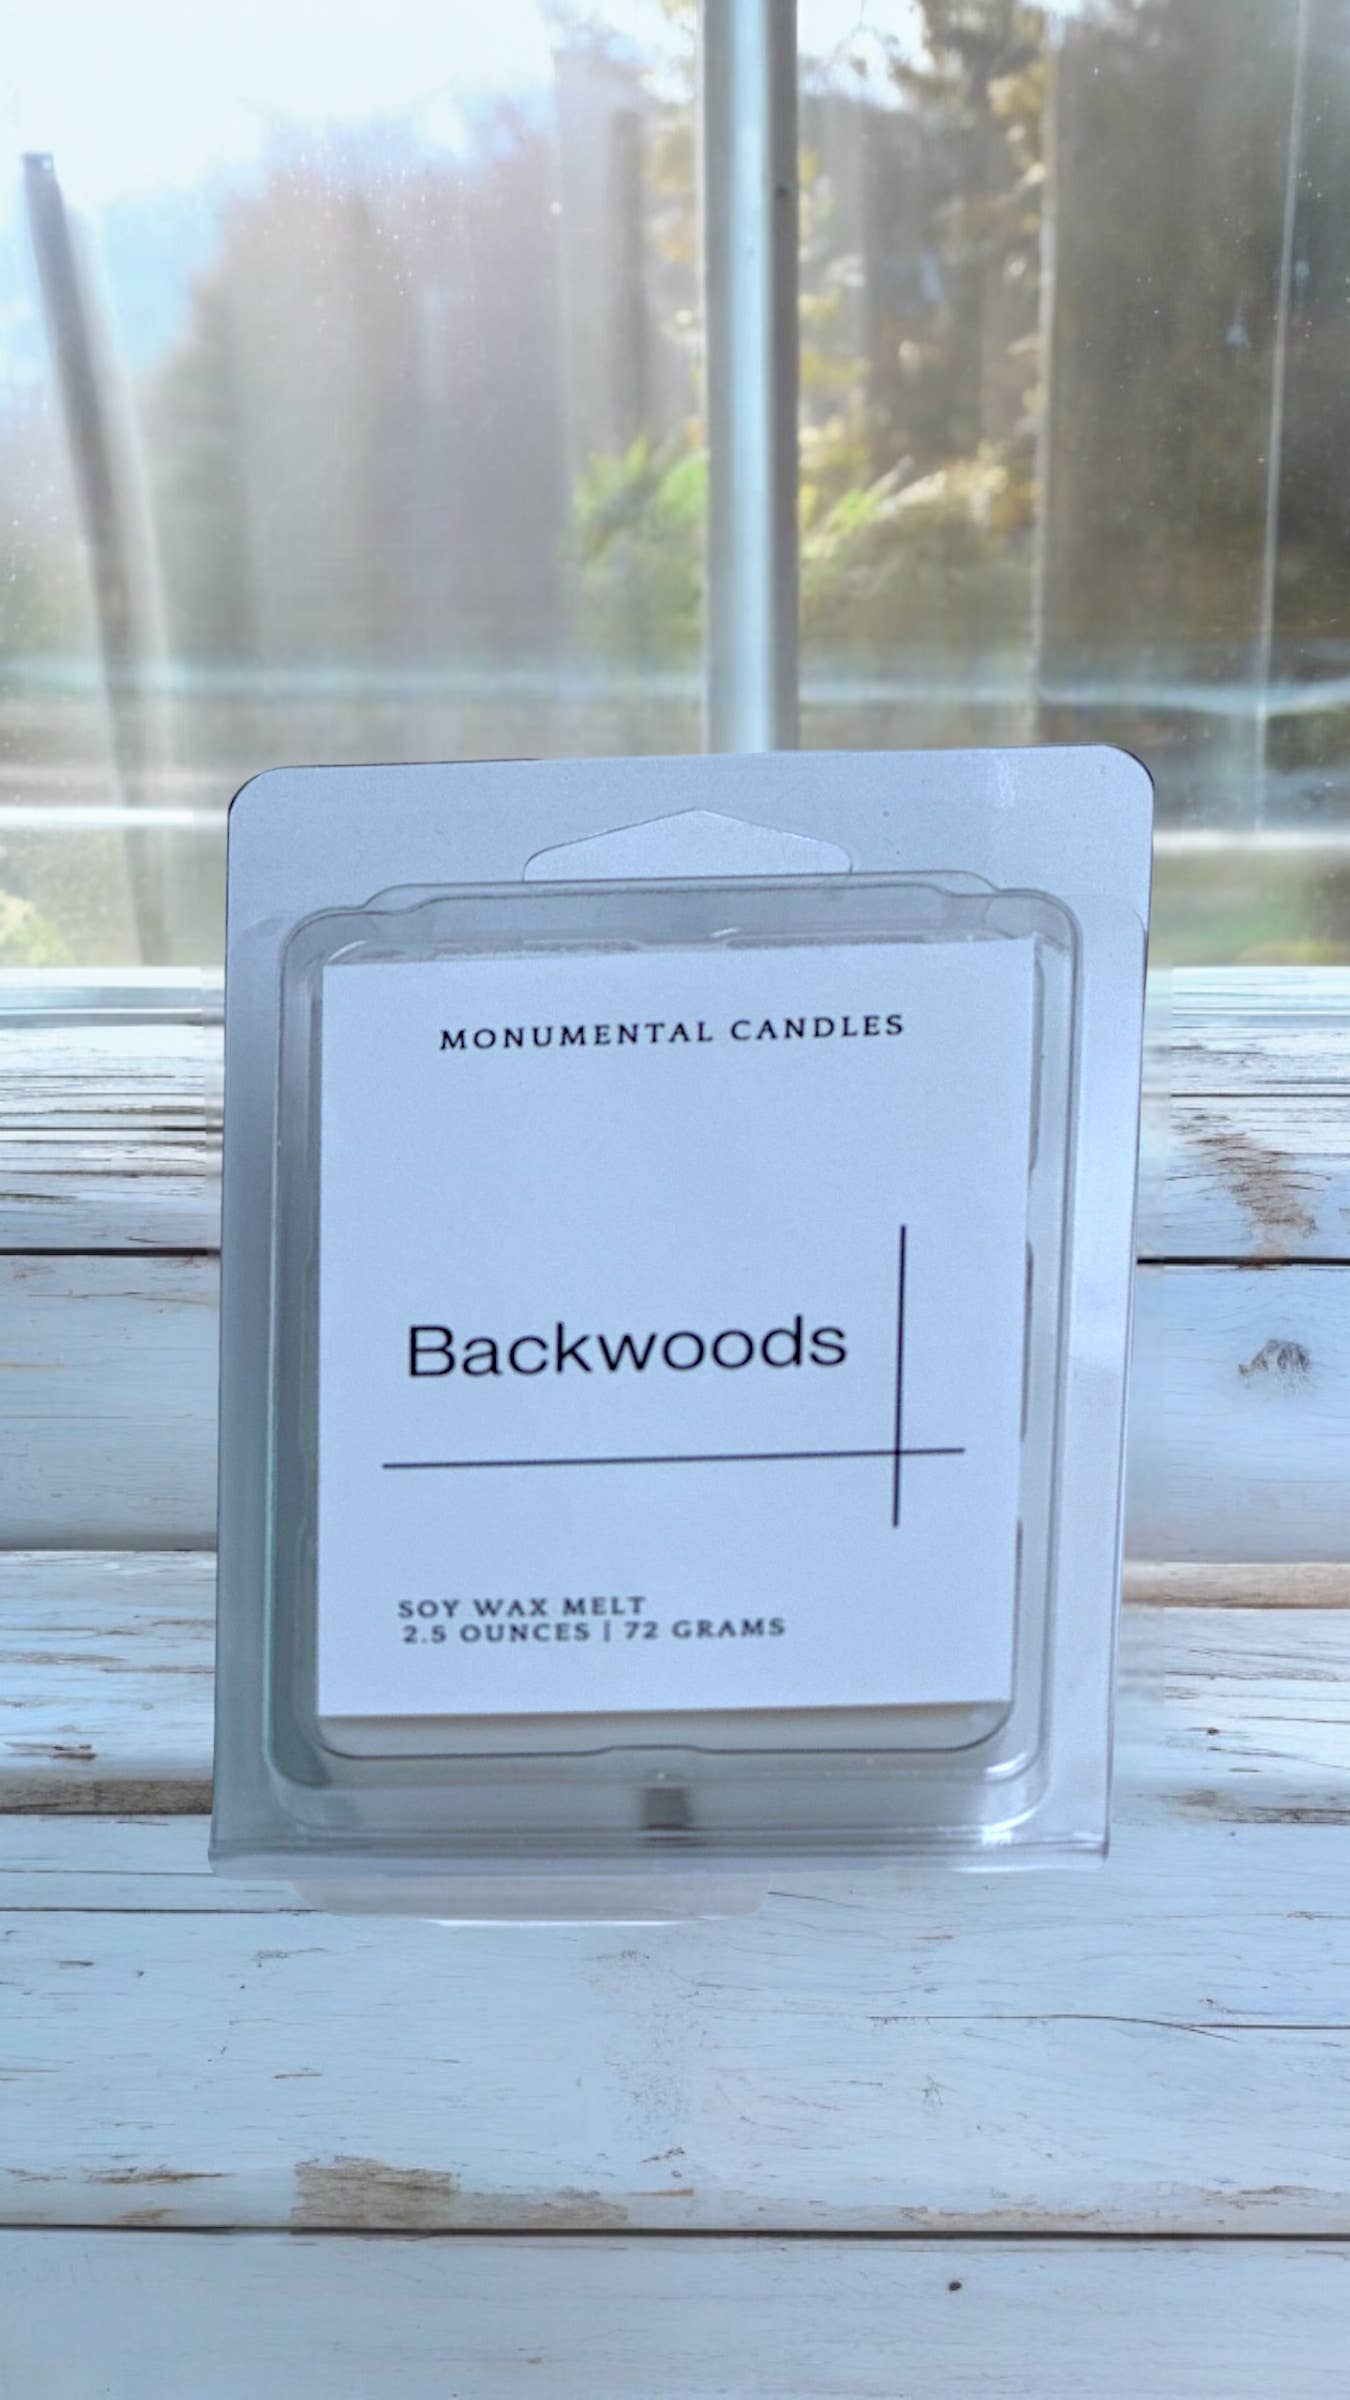 MONUMENTAL CANDLES
Backwoods
SOY WAX MELT
2.5 OUNCES | 72 GRAMS